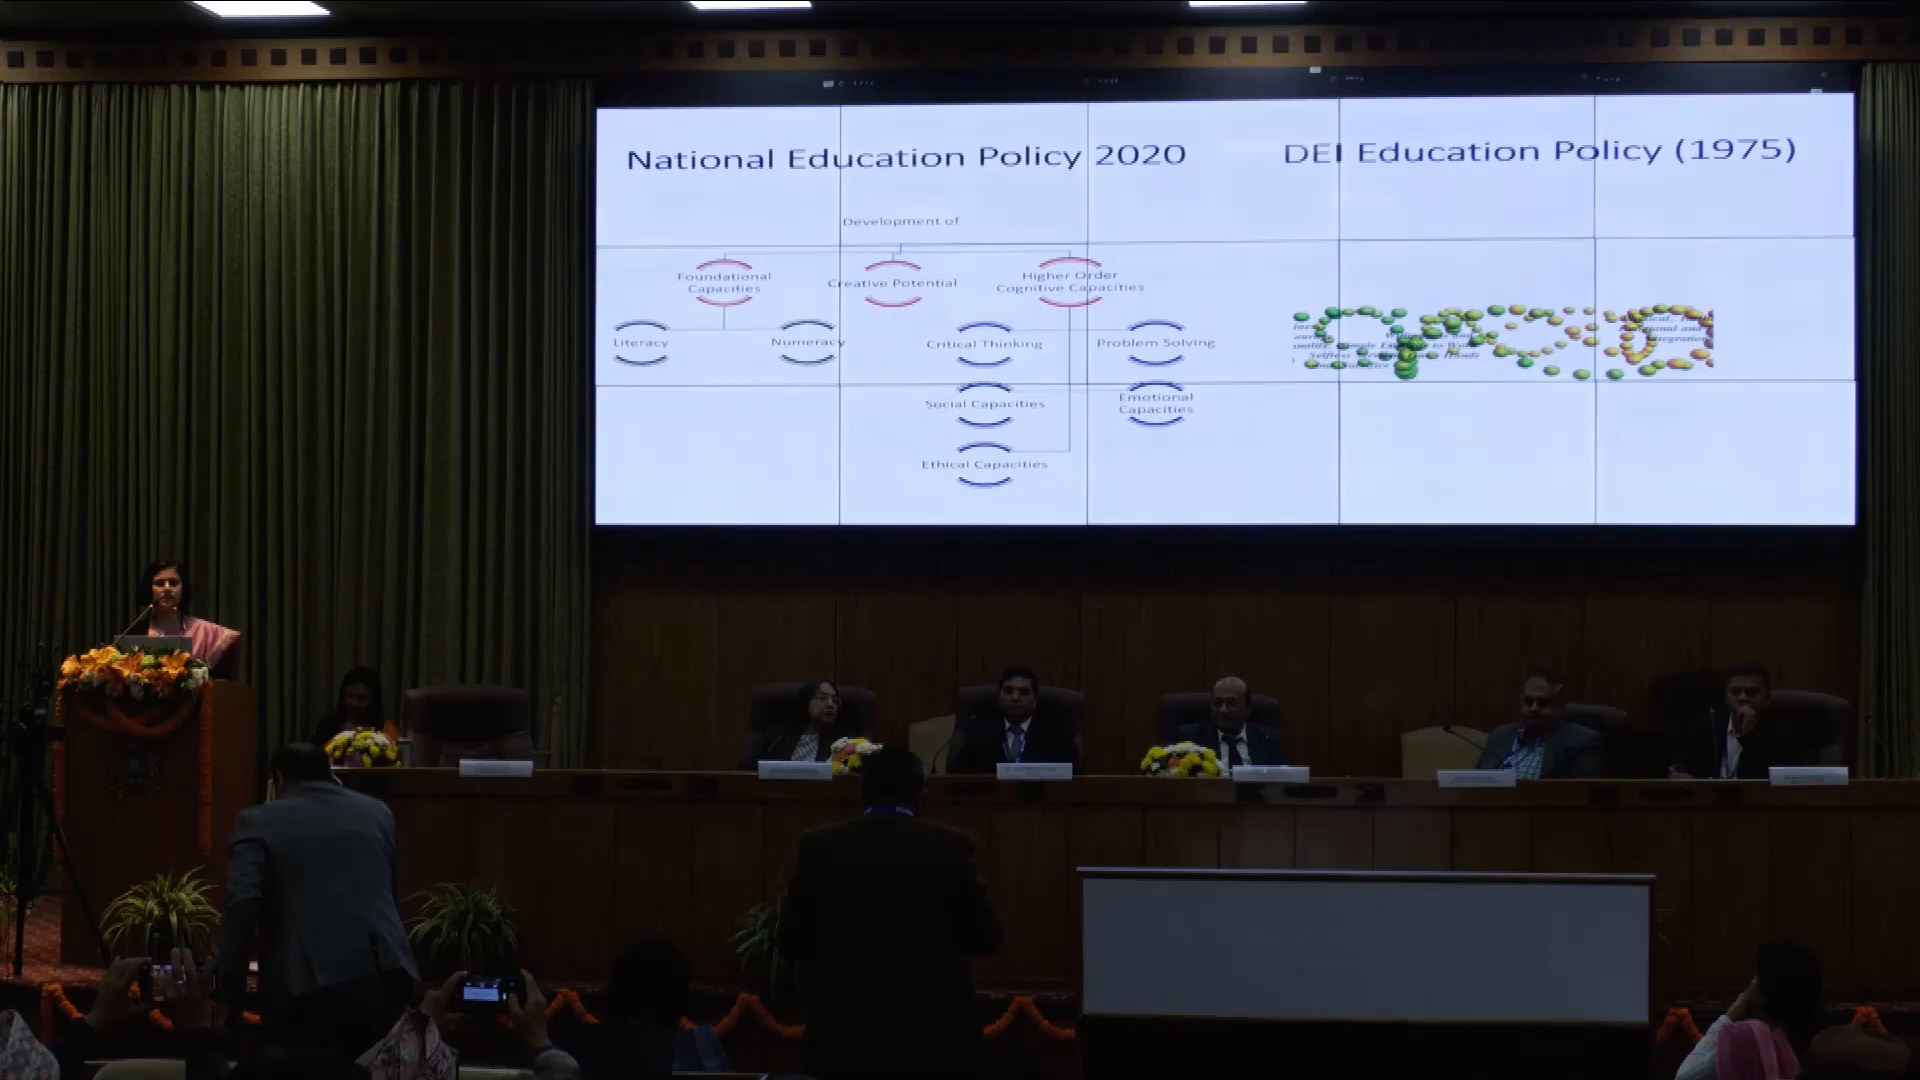 National Education Policy 2020
DEI Education Policy (1975)
Development of
Foundational
Capacities
Creative Potential
Higher Order
Cognitive Capacities
Literacy
Numeracy
Critical Thinking
Problem Solving
Social Capacities
Emotional
Capacities
Ethical Capacities